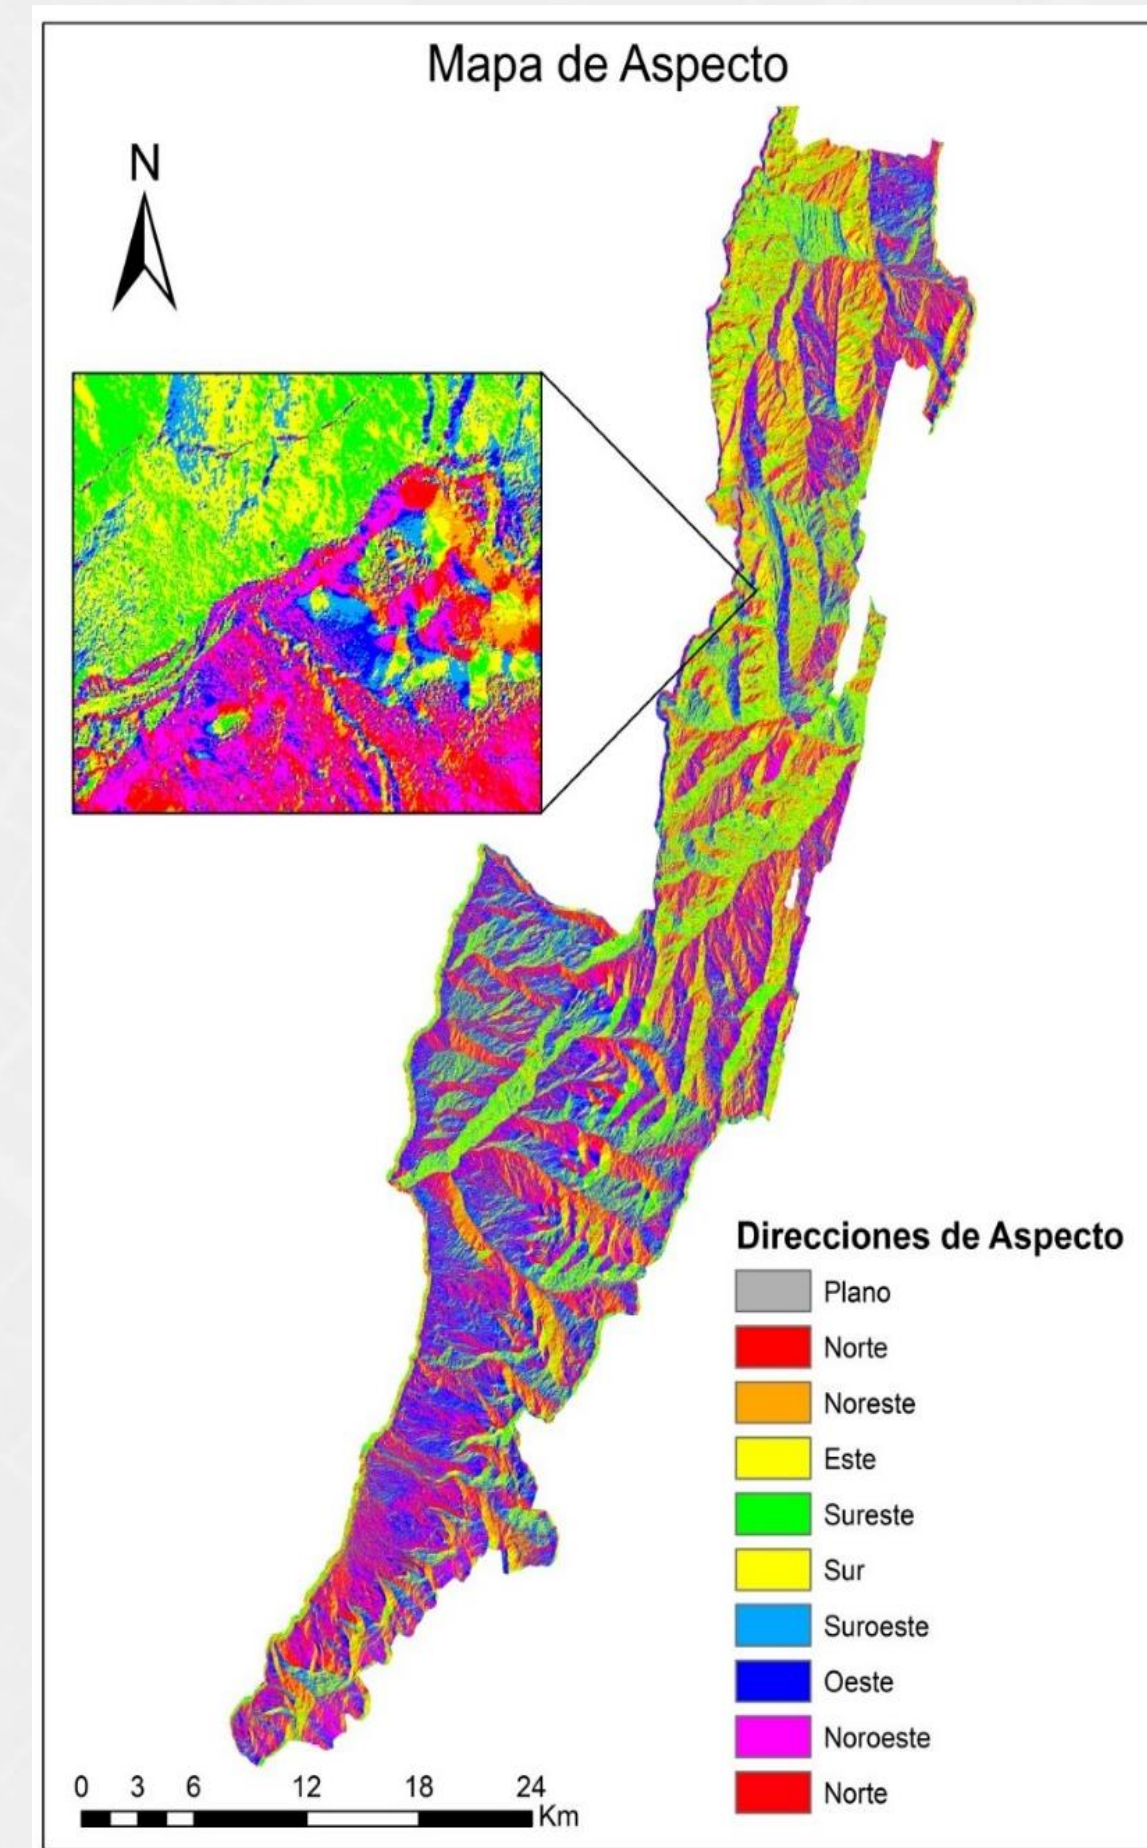 Mapa de Aspecto
N
Direcciones de Aspecto
Plano
Norte
Noreste
Este
Sureste
Sur
Suroeste
Oeste
Noroeste
Norte
0 3 6 12 18 24
Km